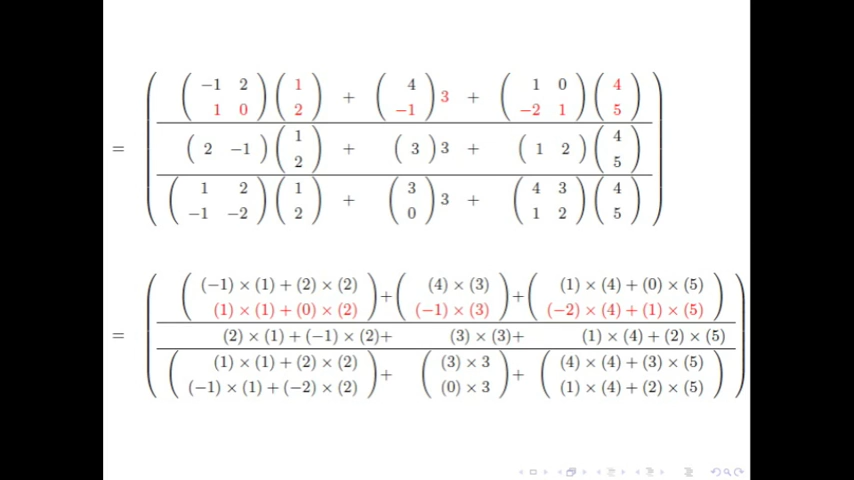 ( -1 2 ) ( 1 ) + ( 4 ) 3 + ( 1 0 ) ( 4 )
( 1 0 ) ( 2 ) ( -1 ) ( -2 1 ) ( 5 )
= ( 2 -1 ) ( 1 2 ) + ( 3 ) 3 + ( 1 2 ) ( 4 5 )
( 1 2 ) ( 1 ) + ( 3 ) 3 + ( 4 3 ) ( 4 )
( -1 -2 ) ( 2 ) ( 0 ) ( 1 2 ) ( 5 )
( (−1) × (1) + (2) × (2) ) + ( (4) × (3) ) + ( (1) × (4) + (0) × (5) )
( (1) × (1) + (0) × (2) ) ( (−1) × (3) ) ( (−2) × (4) + (1) × (5) )
= (2) × (1) + (−1) × (2)+ (3) × (3)+ (1) × (4) + (2) × (5)
( (1) × (1) + (2) × (2) ) + ( (3) × 3 ) + ( (4) × (4) + (3) × (5) )
( (−1) × (1) + (−2) × (2) ) ( (0) × 3 ) ( (1) × (4) + (2) × (5) )